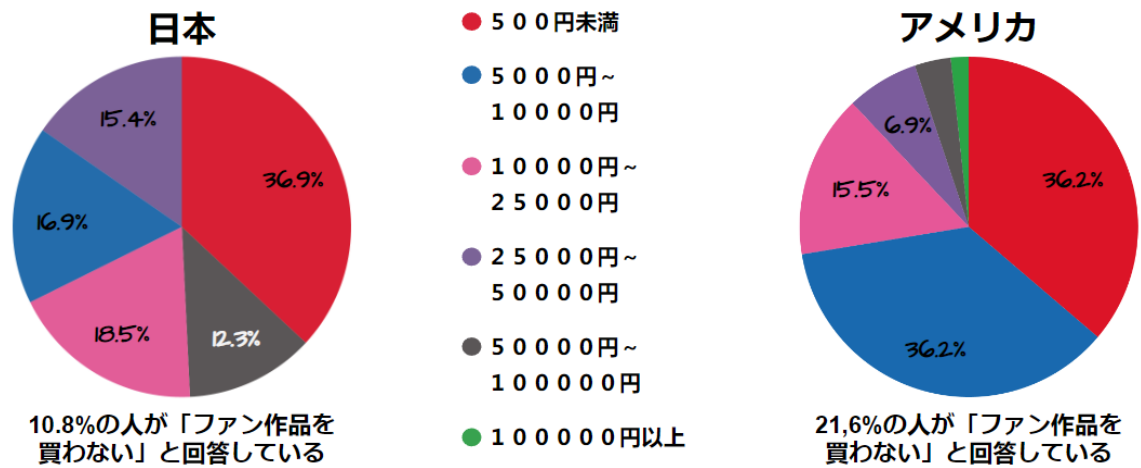 日本
15.4%
36.9%
16.9%
18.5%
12.3%
10.8%の人が「ファン作品を
買わない」と回答している
５００円未満
５０００円~
１００００円
１００００円~
２５０００円
２５０００円~
５００００円
５００００円~
１０００００円
１０００００円以上
アメリカ
6.9%
36.2%
15.5%
36.2%
21,6%の人が「ファン作品を
買わない」と回答している